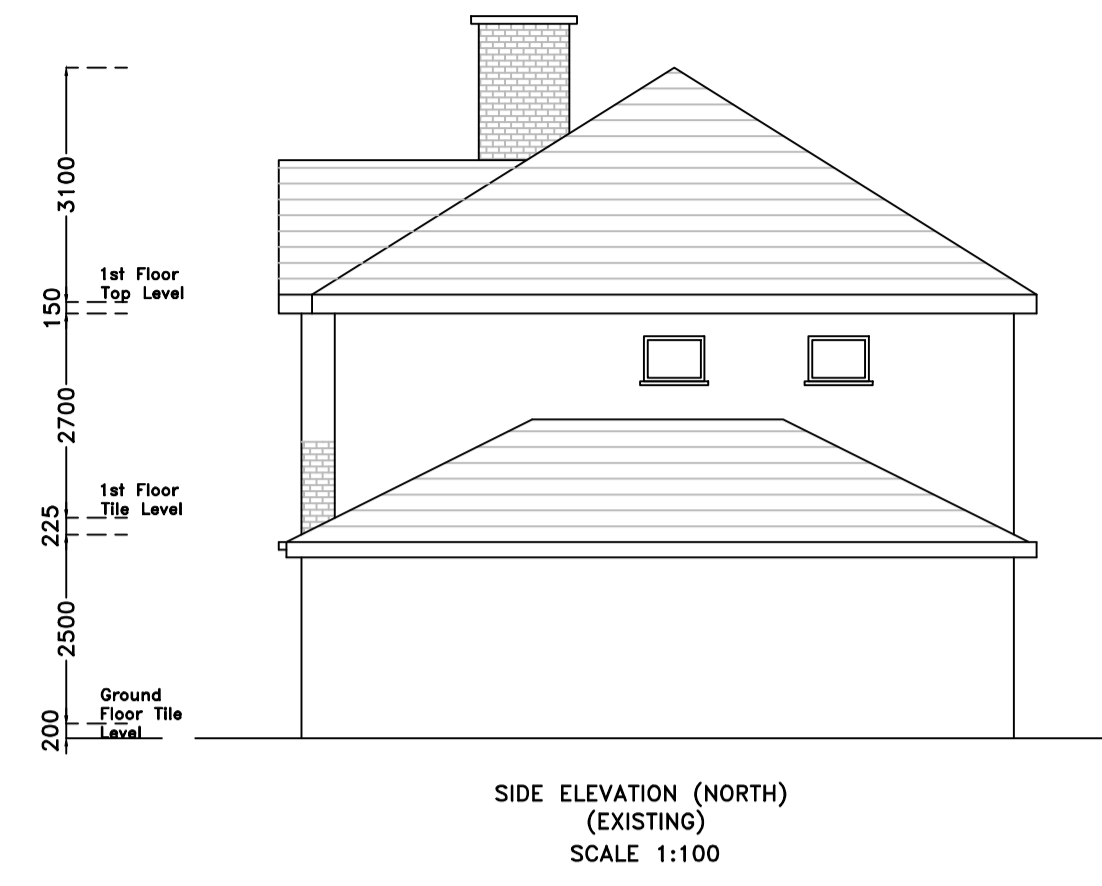 3100
1st Floor
Top Level
150
2700
1st Floor
Tile Level
225
2500
Ground
Floor Tile
Level
200
SIDE ELEVATION (NORTH)
(EXISTING)
SCALE 1:100